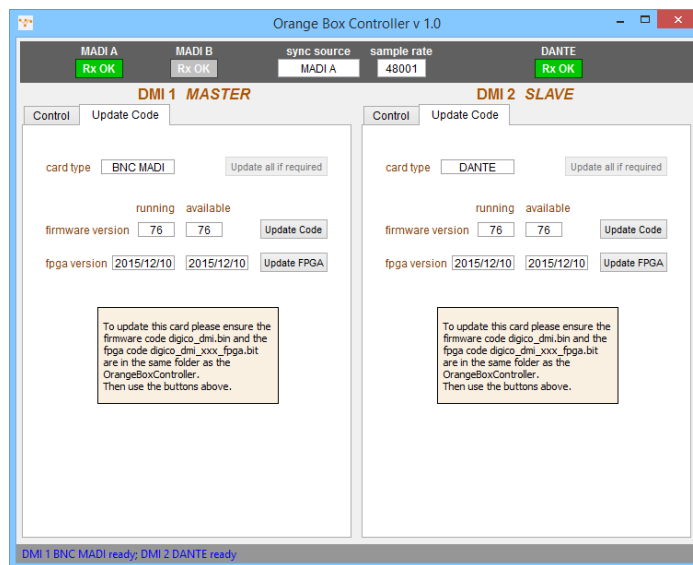 Orange Box Controller v 1.0
MADI A MADI B sync source sample rate DANTE
Rx OK Rx OK MADI A 48001 Rx OK
DMI 1 MASTER
Control Update Code
card type BNC MADI Update all if required
running available
firmware version 76 76 Update Code
fpga version 2015/12/10 2015/12/10 Update FPGA
To update this card please ensure the
firmware code digico_dmi.bin and the
fpga code digico_dmi_xxx_fpga.bit
are in the same folder as the
OrangeBoxController.
Then use the buttons above.
DMI 2 SLAVE
Control Update Code
card type DANTE Update all if required
running available
firmware version 76 76 Update Code
fpga version 2015/12/10 2015/12/10 Update FPGA
To update this card please ensure the
firmware code digico_dmi.bin and the
fpga code digico_dmi_xxx_fpga.bit
are in the same folder as the
OrangeBoxController.
Then use the buttons above.
DMI 1 BNC MADI ready; DMI 2 DANTE ready